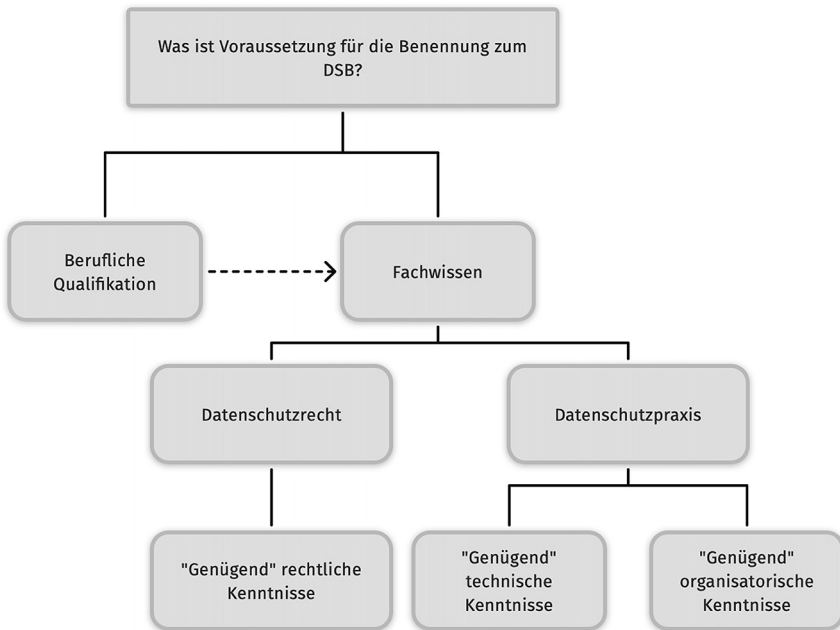 Was ist Voraussetzung für die Benennung zum
DSB?
Berufliche
Qualifikation
Fachwissen
Datenschutzrecht
Datenschutzpraxis
"Genügend" rechtliche
Kenntnisse
"Genügend"
technische
Kenntnisse
"Genügend"
organisatorische
Kenntnisse